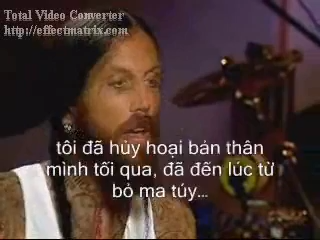 Total Video Converter
http://effectmatrix.com
tôi đã hủy hoại bản thân
mình tối qua, đã đến lúc từ
bỏ ma túy...